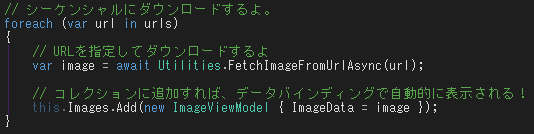 // シーケンシャルにダウンロードするよ。
foreach (var url in urls)
{
// URLを指定してダウンロードするよ
var image = await Utilities.FetchImageFromUrlAsync(url);
// コレクションに追加すれば、データバインディングで自動的に表示される！
this.Images.Add(new ImageViewModel { ImageData = image });
}